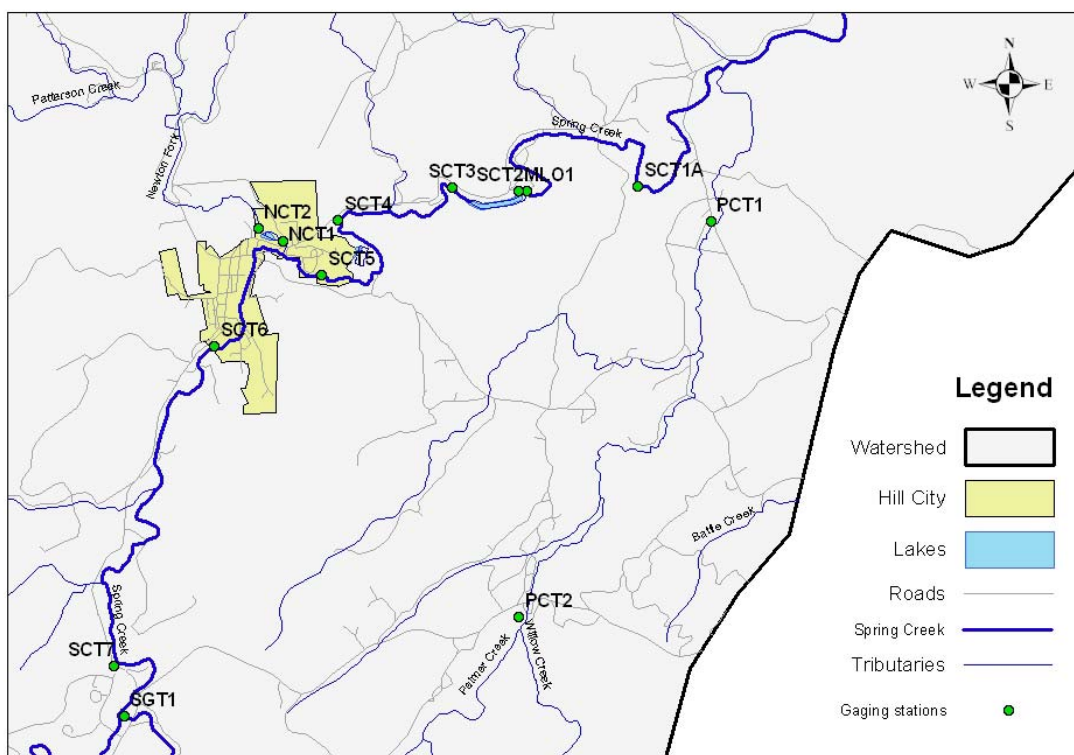 N
W E
S
Patterson Creek
Newton Fork
Spring Creek
SCT3
SCT2
MLO1
SCT1A
PCT1
SCT4
NCT2
NCT1
SCT5
SCT6
Battle Creek
PCT2
Palmer Creek
Willow Creek
Spring Creek
SCT7
SGT1
Legend
Watershed
Hill City
Lakes
Roads
Spring Creek
Tributaries
Gaging stations